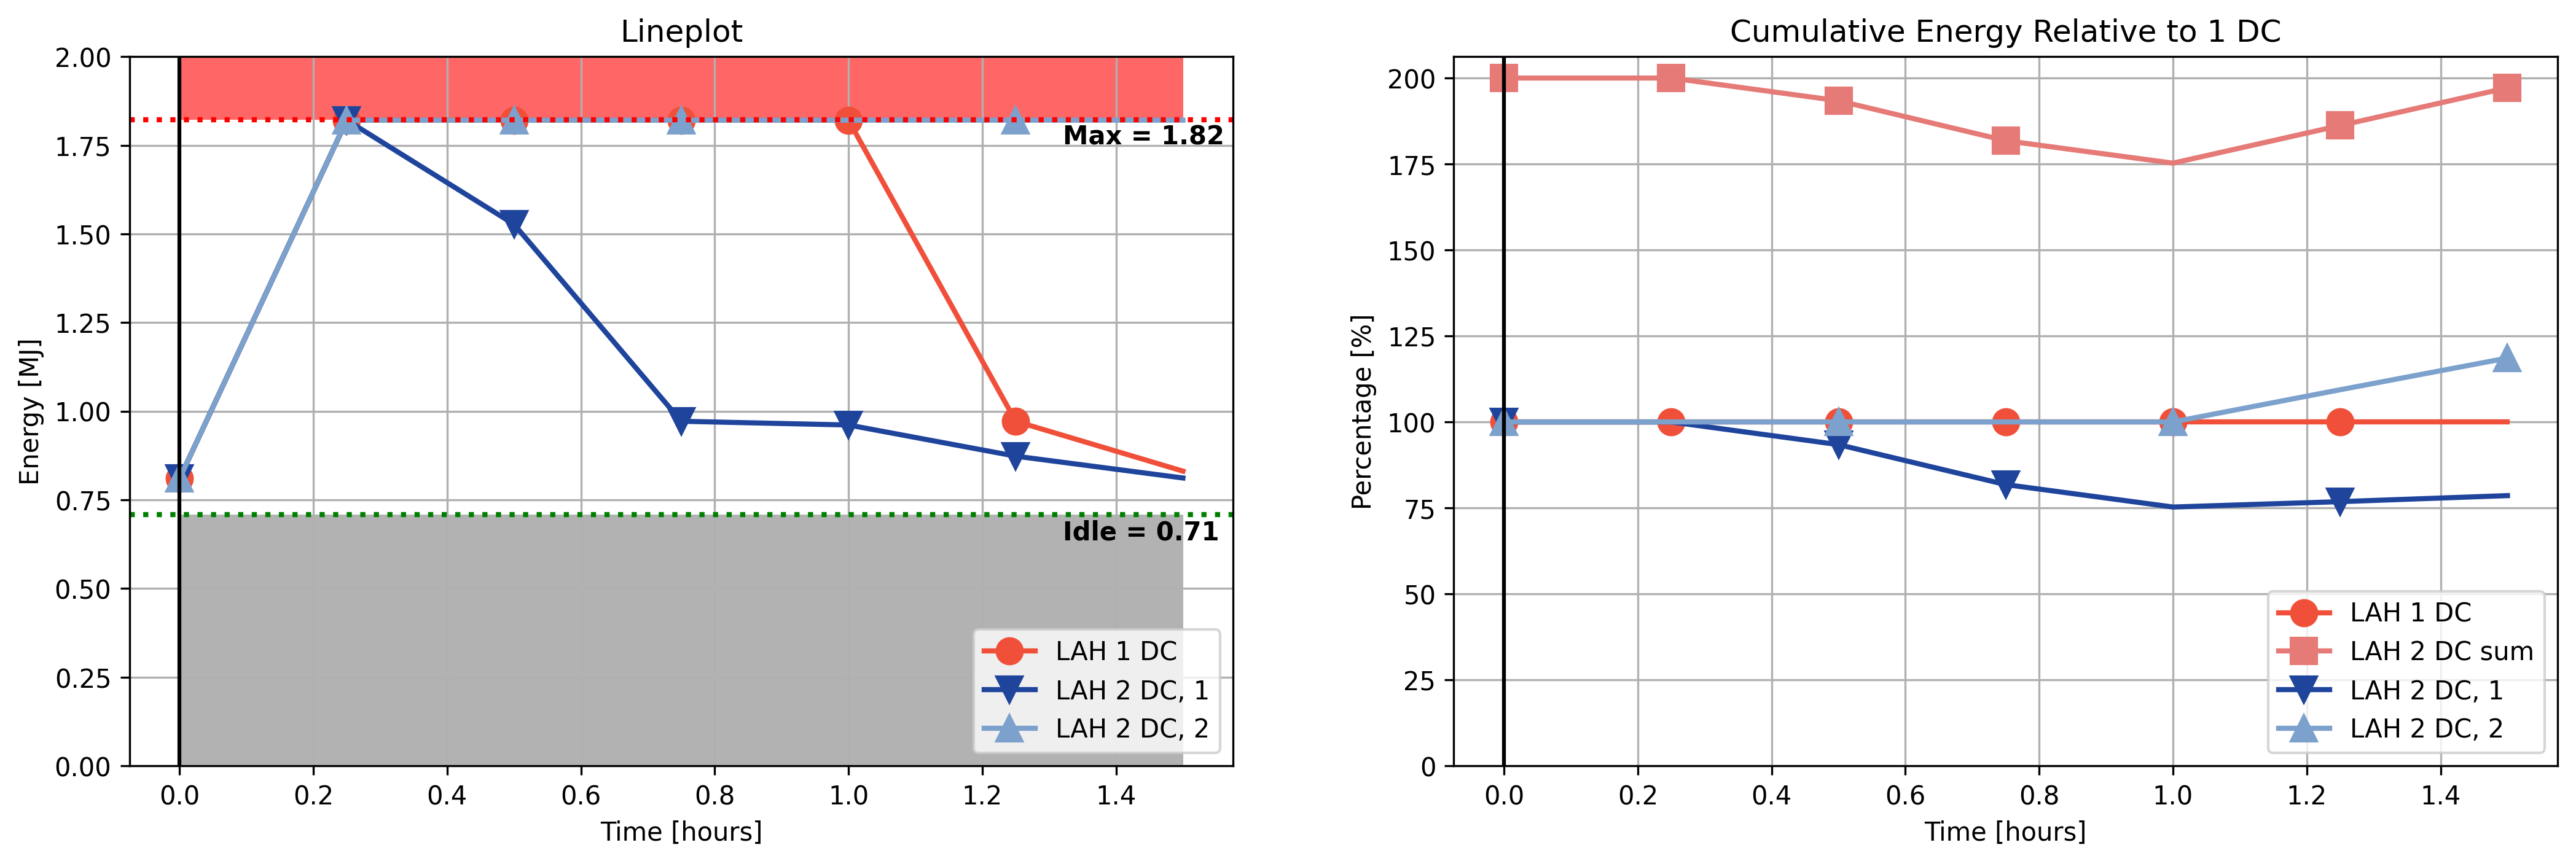 Lineplot
2.00
1.75
1.50
1.25
1.00
0.75
0.50
0.25
0.00
Energy [MJ]
Max = 1.82
Idle = 0.71
LAH 1 DC
LAH 2 DC, 1
LAH 2 DC, 2
0.0 0.2 0.4 0.6 0.8 1.0 1.2 1.4
Time [hours]
Cumulative Energy Relative to 1 DC
200
175
150
125
100
75
50
25
0
Percentage [%]
LAH 1 DC
LAH 2 DC sum
LAH 2 DC, 1
LAH 2 DC, 2
0.0 0.2 0.4 0.6 0.8 1.0 1.2 1.4
Time [hours]